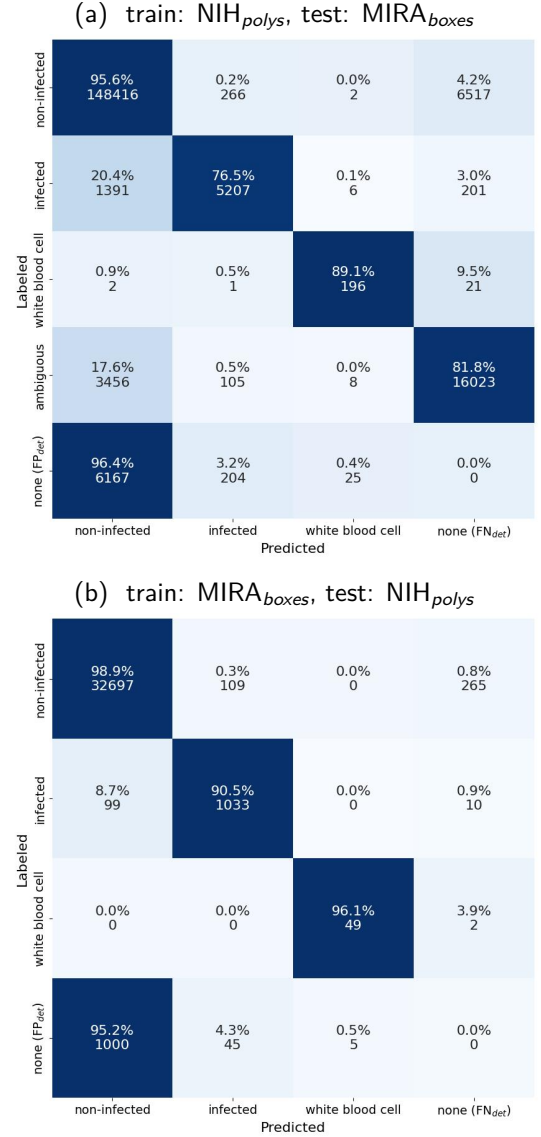 (a) train: NIH_polys, test: MIRA_boxes
non-infected
95.6% 0.2% 0.0% 4.2%
148416 266 2 6517
infected
20.4% 76.5% 0.1% 3.0%
1391 5207 6 201
Labeled
white blood cell
0.9% 0.5% 89.1% 9.5%
2 1 196 21
ambiguous
17.6% 0.5% 0.0% 81.8%
3456 105 8 16023
none (FP_det)
96.4% 3.2% 0.4% 0.0%
6167 204 25 0
non-infected infected white blood cell none (FN_det)
Predicted
(b) train: MIRA_boxes, test: NIH_polys
non-infected
98.9% 0.3% 0.0% 0.8%
32697 109 0 265
infected
8.7% 90.5% 0.0% 0.9%
99 1033 0 10
Labeled
white blood cell
0.0% 0.0% 96.1% 3.9%
0 0 49 2
none (FP_det)
95.2% 4.3% 0.5% 0.0%
1000 45 5 0
non-infected infected white blood cell none (FN_det)
Predicted